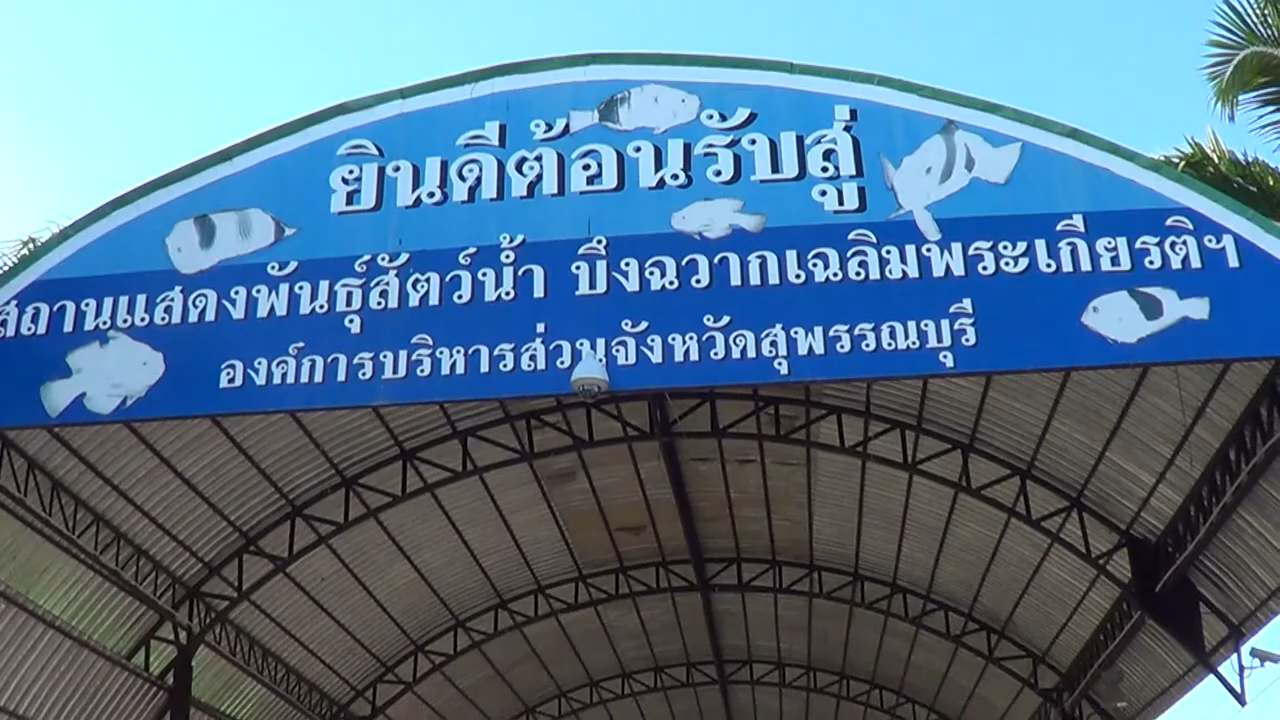 ยินดีต้อนรับสู่
สถานแสดงพันธุ์สัตว์น้ำ บึงฉวากเฉลิมพระเกียรติฯ
องค์การบริหารส่วนจังหวัดสุพรรณบุรี